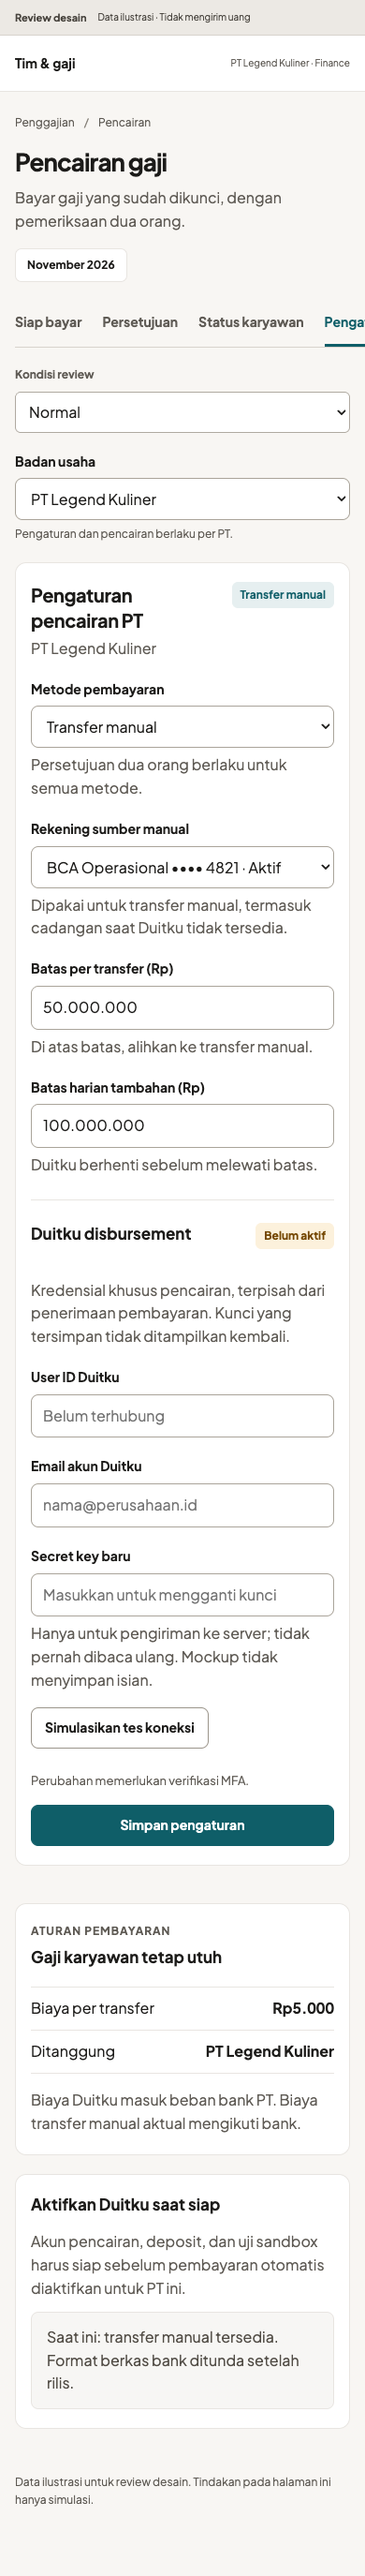 Review desain Data ilustrasi · Tidak mengirim uang
Tim & gaji PT Legend Kuliner · Finance
Penggajian / Pencairan
Pencairan gaji
Bayar gaji yang sudah dikunci, dengan
pemeriksaan dua orang.
November 2026
Siap bayar Persetujuan Status karyawan Pengat
Kondisi review
Normal
Badan usaha
PT Legend Kuliner
Pengaturan dan pencairan berlaku per PT.
Pengaturan
pencairan PT
Transfer manual
PT Legend Kuliner
Metode pembayaran
Transfer manual
Persetujuan dua orang berlaku untuk
semua metode.
Rekening sumber manual
BCA Operasional •••• 4821 · Aktif
Dipakai untuk transfer manual, termasuk
cadangan saat Duitku tidak tersedia.
Batas per transfer (Rp)
50.000.000
Di atas batas, alihkan ke transfer manual.
Batas harian tambahan (Rp)
100.000.000
Duitku berhenti sebelum melewati batas.
Duitku disbursement Belum aktif
Kredensial khusus pencairan, terpisah dari
penerimaan pembayaran. Kunci yang
tersimpan tidak ditampilkan kembali.
User ID Duitku
Belum terhubung
Email akun Duitku
nama@perusahaan.id
Secret key baru
Masukkan untuk mengganti kunci
Hanya untuk pengiriman ke server; tidak
pernah dibaca ulang. Mockup tidak
menyimpan isian.
Simulasikan tes koneksi
Perubahan memerlukan verifikasi MFA.
Simpan pengaturan
ATURAN PEMBAYARAN
Gaji karyawan tetap utuh
Biaya per transfer Rp5.000
Ditanggung PT Legend Kuliner
Biaya Duitku masuk beban bank PT. Biaya
transfer manual aktual mengikuti bank.
Aktifkan Duitku saat siap
Akun pencairan, deposit, dan uji sandbox
harus siap sebelum pembayaran otomatis
diaktifkan untuk PT ini.
Saat ini: transfer manual tersedia.
Format berkas bank ditunda setelah
rilis.
Data ilustrasi untuk review desain. Tindakan pada halaman ini
hanya simulasi.